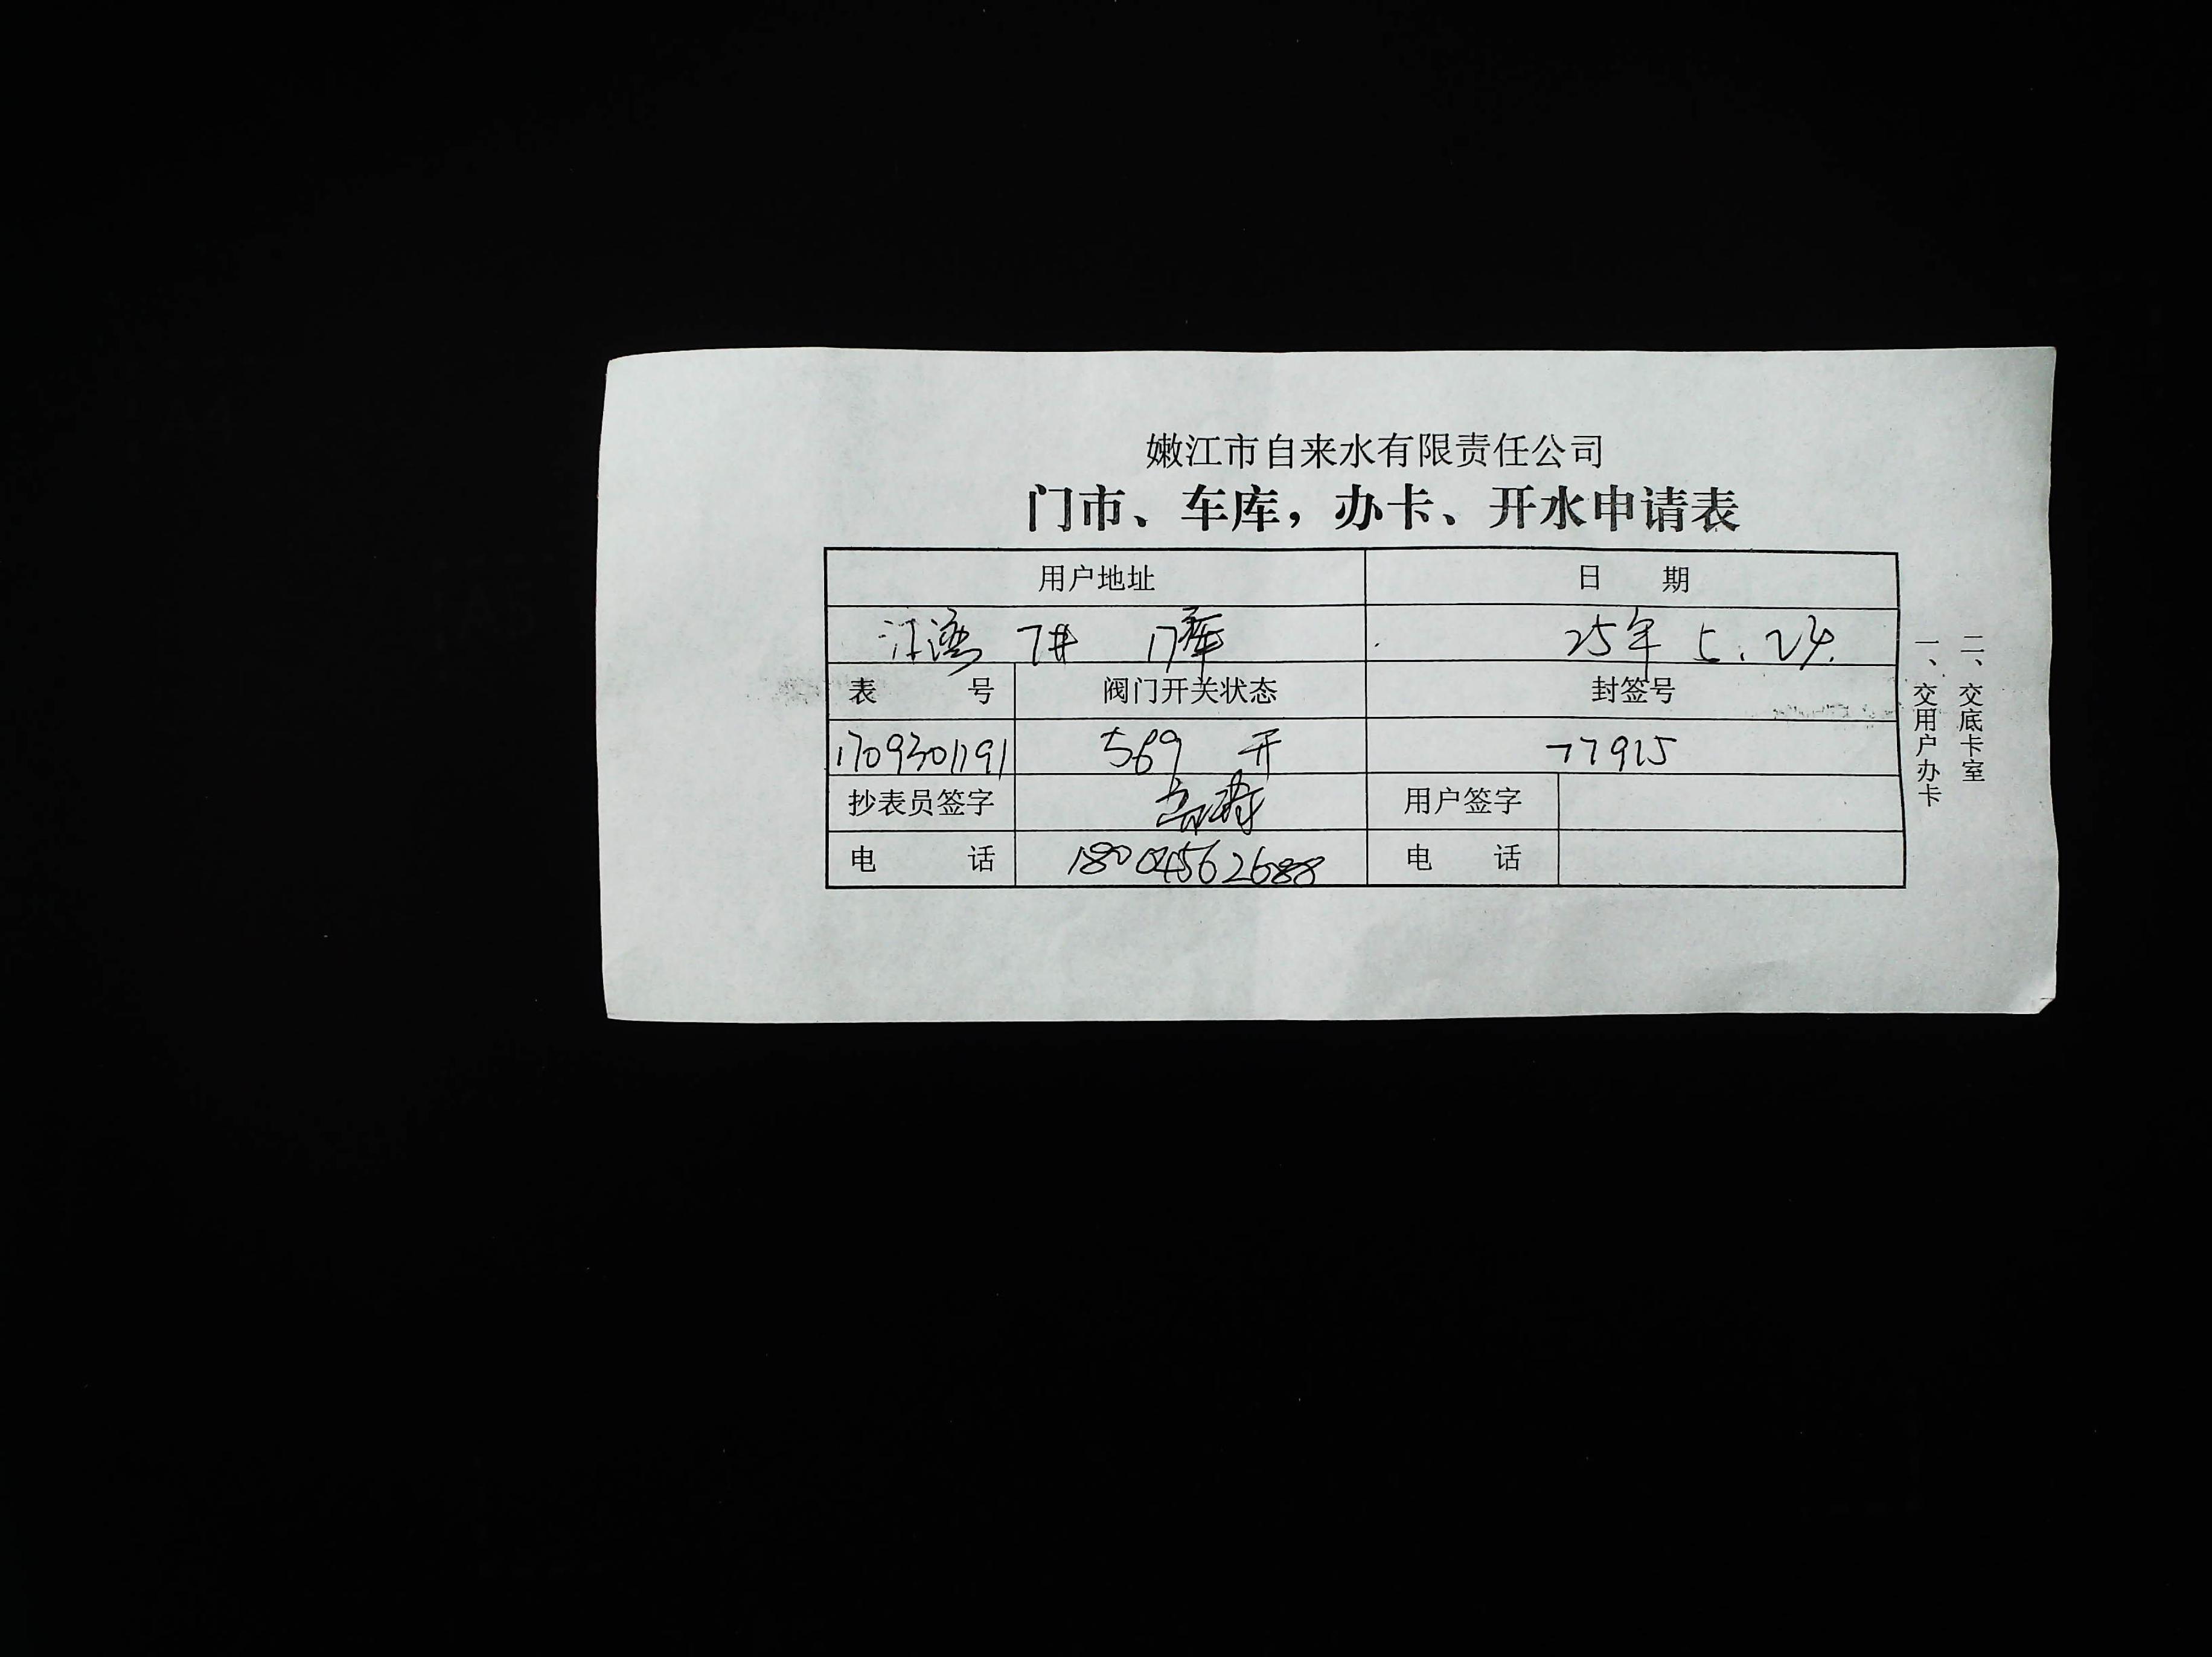 嫩江市自来水有限责任公司
门市、车库，办卡、开水申请表
用户地址 日 期
江湾 7# 17库 25年 5.24.
表 号 阀门开关状态 封签号
1709301191 569 开 77915
抄表员签字 用户签字
电 话 18004562688 电 话
一、交用户办卡
二、交底卡室